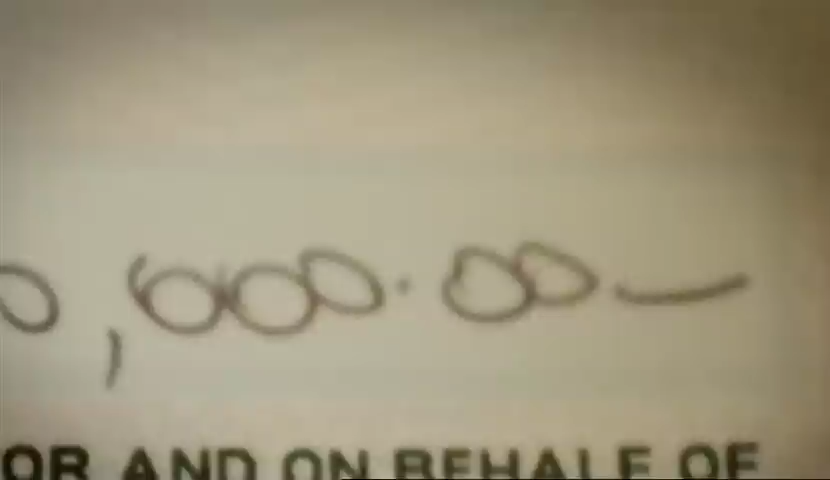 0,000.00—
OR AND ON BEHALF OF